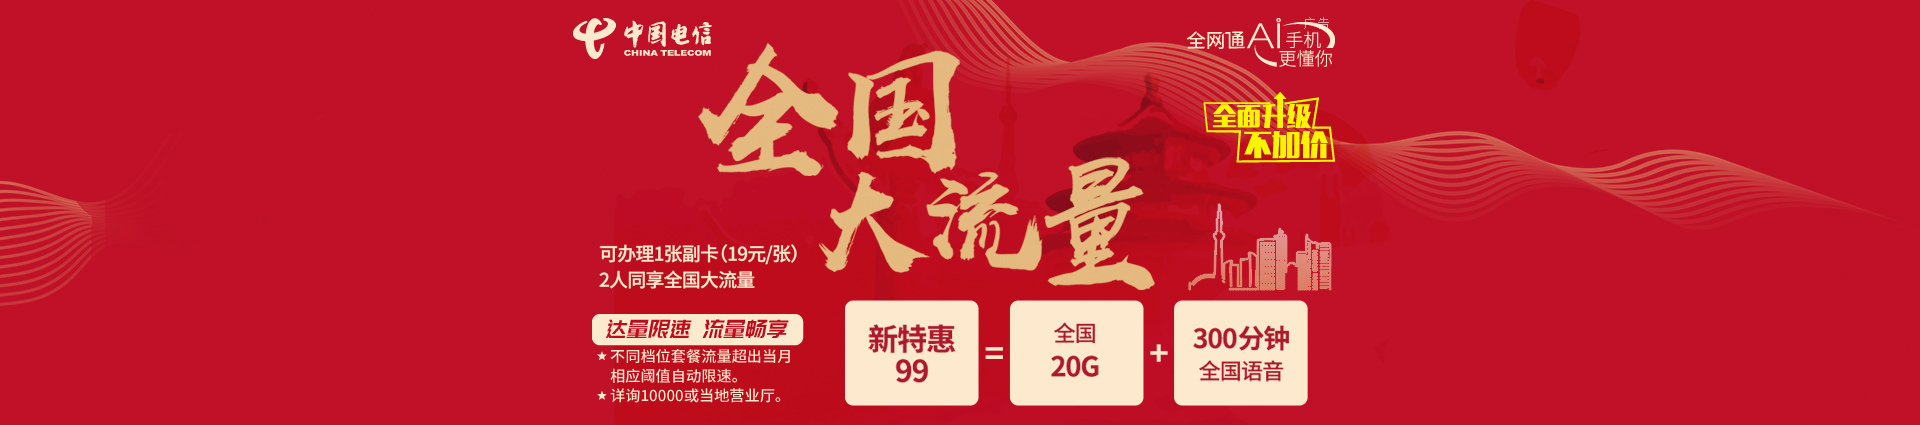 中国电信
CHINA TELECOM
广告
全网通AI手机
更懂你
全国
大流量
全面升级
不加价
可办理1张副卡(19元/张)
2人同享全国大流量
达量限速 流量畅享
★不同档位套餐流量超出当月
相应阈值自动限速。
★详询10000或当地营业厅。
新特惠
99
=
全国
20G
+
300分钟
全国语音